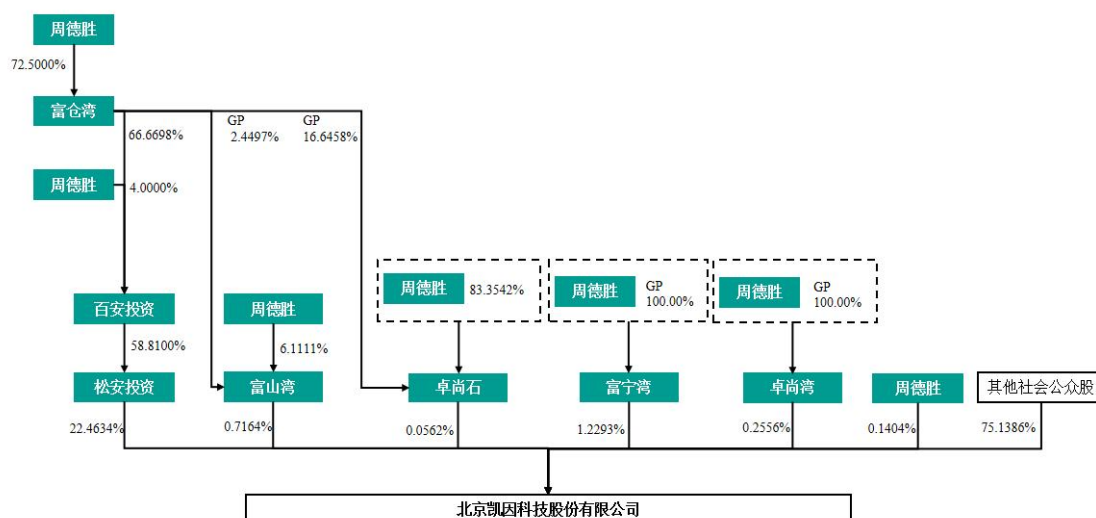 周德胜
72.5000%
富仓湾
66.6698%
GP
2.4497%
GP
16.6458%
周德胜
4.0000%
周德胜
83.3542%
周德胜
GP
100.00%
周德胜
GP
100.00%
百安投资
周德胜
58.8100%
6.1111%
松安投资
富山湾
卓尚石
富宁湾
卓尚湾
周德胜
其他社会公众股
22.4634%
0.7164%
0.0562%
1.2293%
0.2556%
0.1404%
75.1386%
北京凯因科技股份有限公司